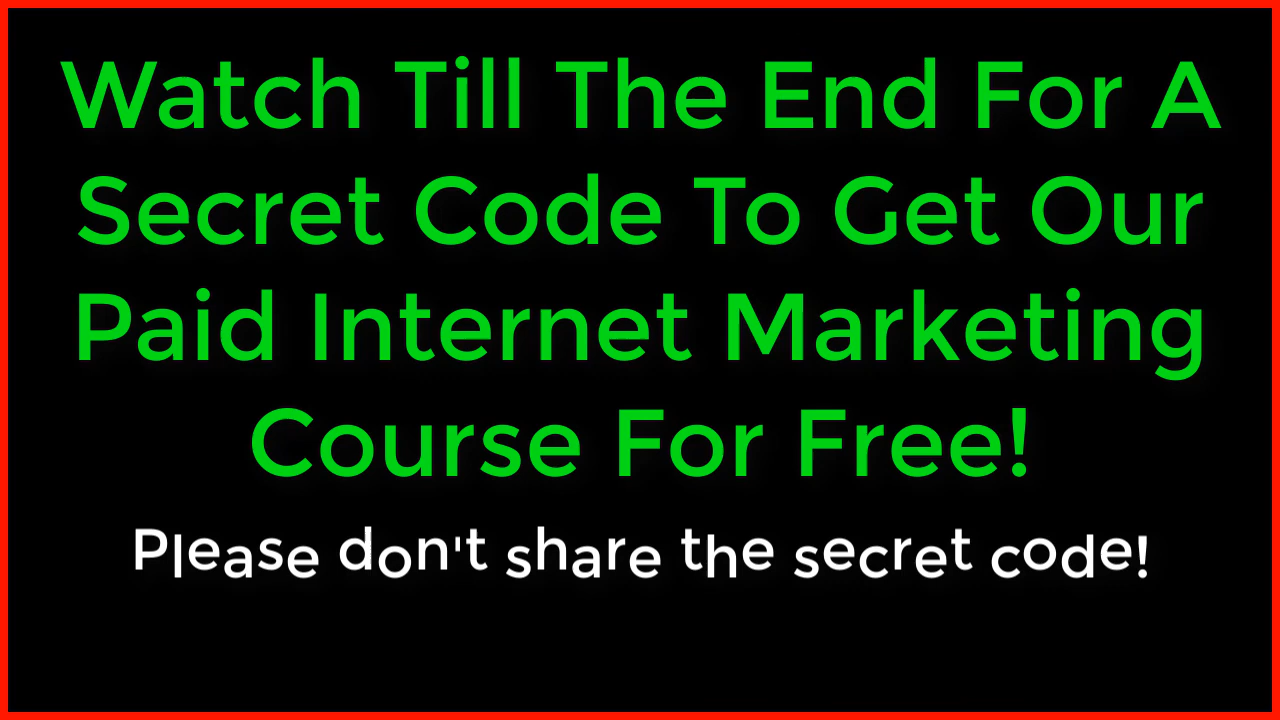 Watch Till The End For A
Secret Code To Get Our
Paid Internet Marketing
Course For Free!
Please don't share the secret code!